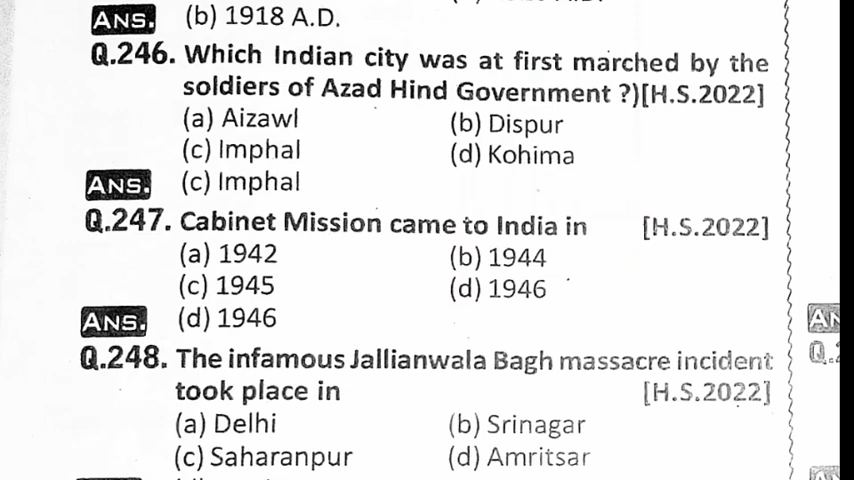 ANS. (b) 1918 A.D.
Q.246. Which Indian city was at first marched by the
soldiers of Azad Hind Government ?)[H.S.2022]
(a) Aizawl (b) Dispur
(c) Imphal (d) Kohima
ANS. (c) Imphal
Q.247. Cabinet Mission came to India in [H.S.2022]
(a) 1942 (b) 1944
(c) 1945 (d) 1946
ANS. (d) 1946
Q.248. The infamous Jallianwala Bagh massacre incident
took place in [H.S.2022]
(a) Delhi (b) Srinagar
(c) Saharanpur (d) Amritsar